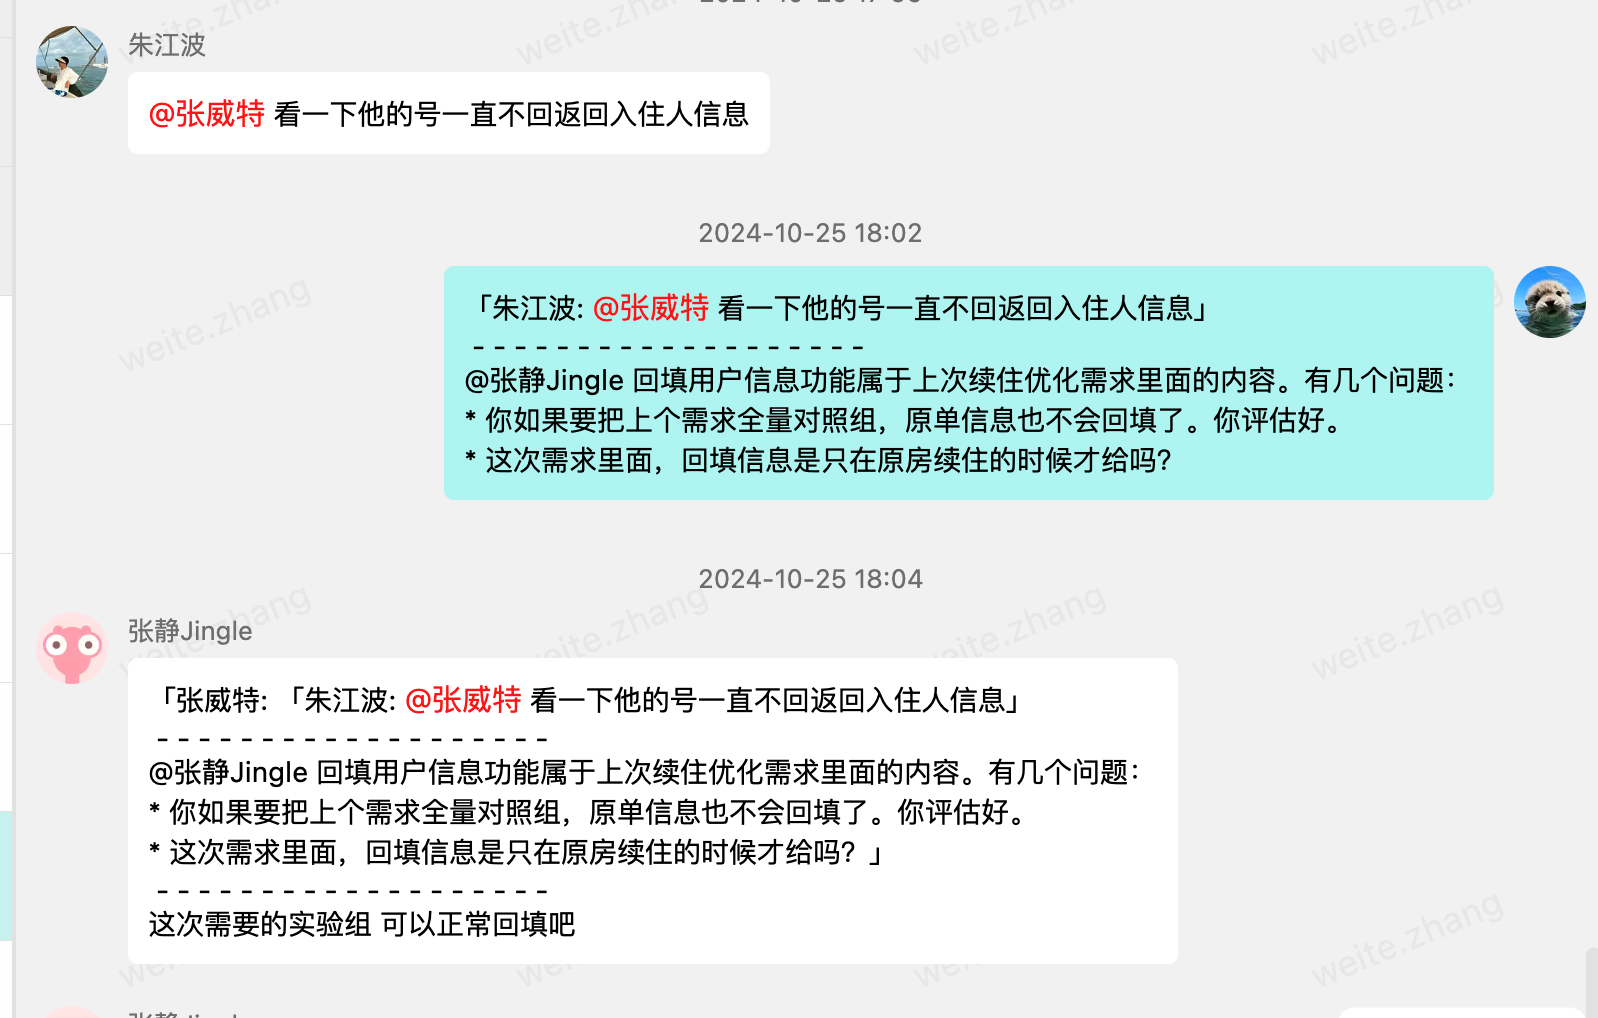 朱江波
@张威特 看一下他的号一直不回返回入住人信息
2024-10-25 18:02
「朱江波: @张威特 看一下他的号一直不回返回入住人信息」
- - - - - - - - - - - - - - - - - - -
@张静Jingle 回填用户信息功能属于上次续住优化需求里面的内容。有几个问题：
* 你如果要把上个需求全量对照组，原单信息也不会回填了。你评估好。
* 这次需求里面，回填信息是只在原房续住的时候才给吗？
2024-10-25 18:04
张静Jingle
「张威特: 「朱江波: @张威特 看一下他的号一直不回返回入住人信息」
- - - - - - - - - - - - - - - - - - -
@张静Jingle 回填用户信息功能属于上次续住优化需求里面的内容。有几个问题：
* 你如果要把上个需求全量对照组，原单信息也不会回填了。你评估好。
* 这次需求里面，回填信息是只在原房续住的时候才给吗？」
- - - - - - - - - - - - - - - - - - -
这次需要的实验组 可以正常回填吧
weite.zhang